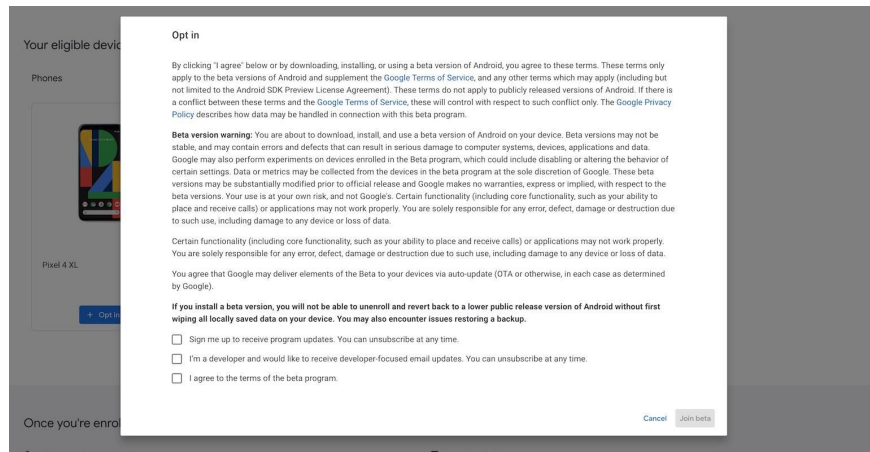 Your eligible devic
Phones
Pixel 4 XL
+ Opt in
Once you're enrol
Opt in
By clicking "I agree" below or by downloading, installing, or using a beta version of Android, you agree to these terms. These terms only
apply to the beta versions of Android and supplement the Google Terms of Service, and any other terms which may apply (including but
not limited to the Android SDK Preview License Agreement). These terms do not apply to publicly released versions of Android. If there is
a conflict between these terms and the Google Terms of Service, these will control with respect to such conflict only. The Google Privacy
Policy describes how data may be handled in connection with this beta program.
Beta version warning: You are about to download, install, and use a beta version of Android on your device. Beta versions may not be
stable, and may contain errors and defects that can result in serious damage to computer systems, devices, applications and data.
Google may also perform experiments on devices enrolled in the Beta program, which could include disabling or altering the behavior of
certain settings. Data or metrics may be collected from the devices in the beta program at the sole discretion of Google. These beta
versions may be substantially modified prior to official release and Google makes no warranties, express or implied, with respect to the
beta versions. Your use is at your own risk, and not Google's. Certain functionality (including core functionality, such as your ability to
place and receive calls) or applications may not work properly. You are solely responsible for any error, defect, damage or destruction due
to such use, including damage to any device or loss of data.
Certain functionality (including core functionality, such as your ability to place and receive calls) or applications may not work properly.
You are solely responsible for any error, defect, damage or destruction due to such use, including damage to any device or loss of data.
You agree that Google may deliver elements of the Beta to your devices via auto-update (OTA or otherwise, in each case as determined
by Google).
If you install a beta version, you will not be able to unenroll and revert back to a lower public release version of Android without first
wiping all locally saved data on your device. You may also encounter issues restoring a backup.
Sign me up to receive program updates. You can unsubscribe at any time.
I'm a developer and would like to receive developer-focused email updates. You can unsubscribe at any time.
I agree to the terms of the beta program.
Cancel Join beta